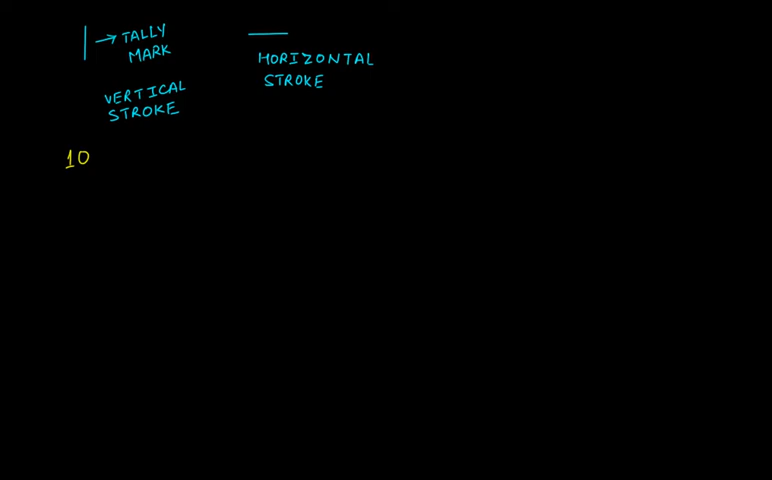 TALLY
MARK
VERTICAL
STROKE
HORIZONTAL
STROKE
10